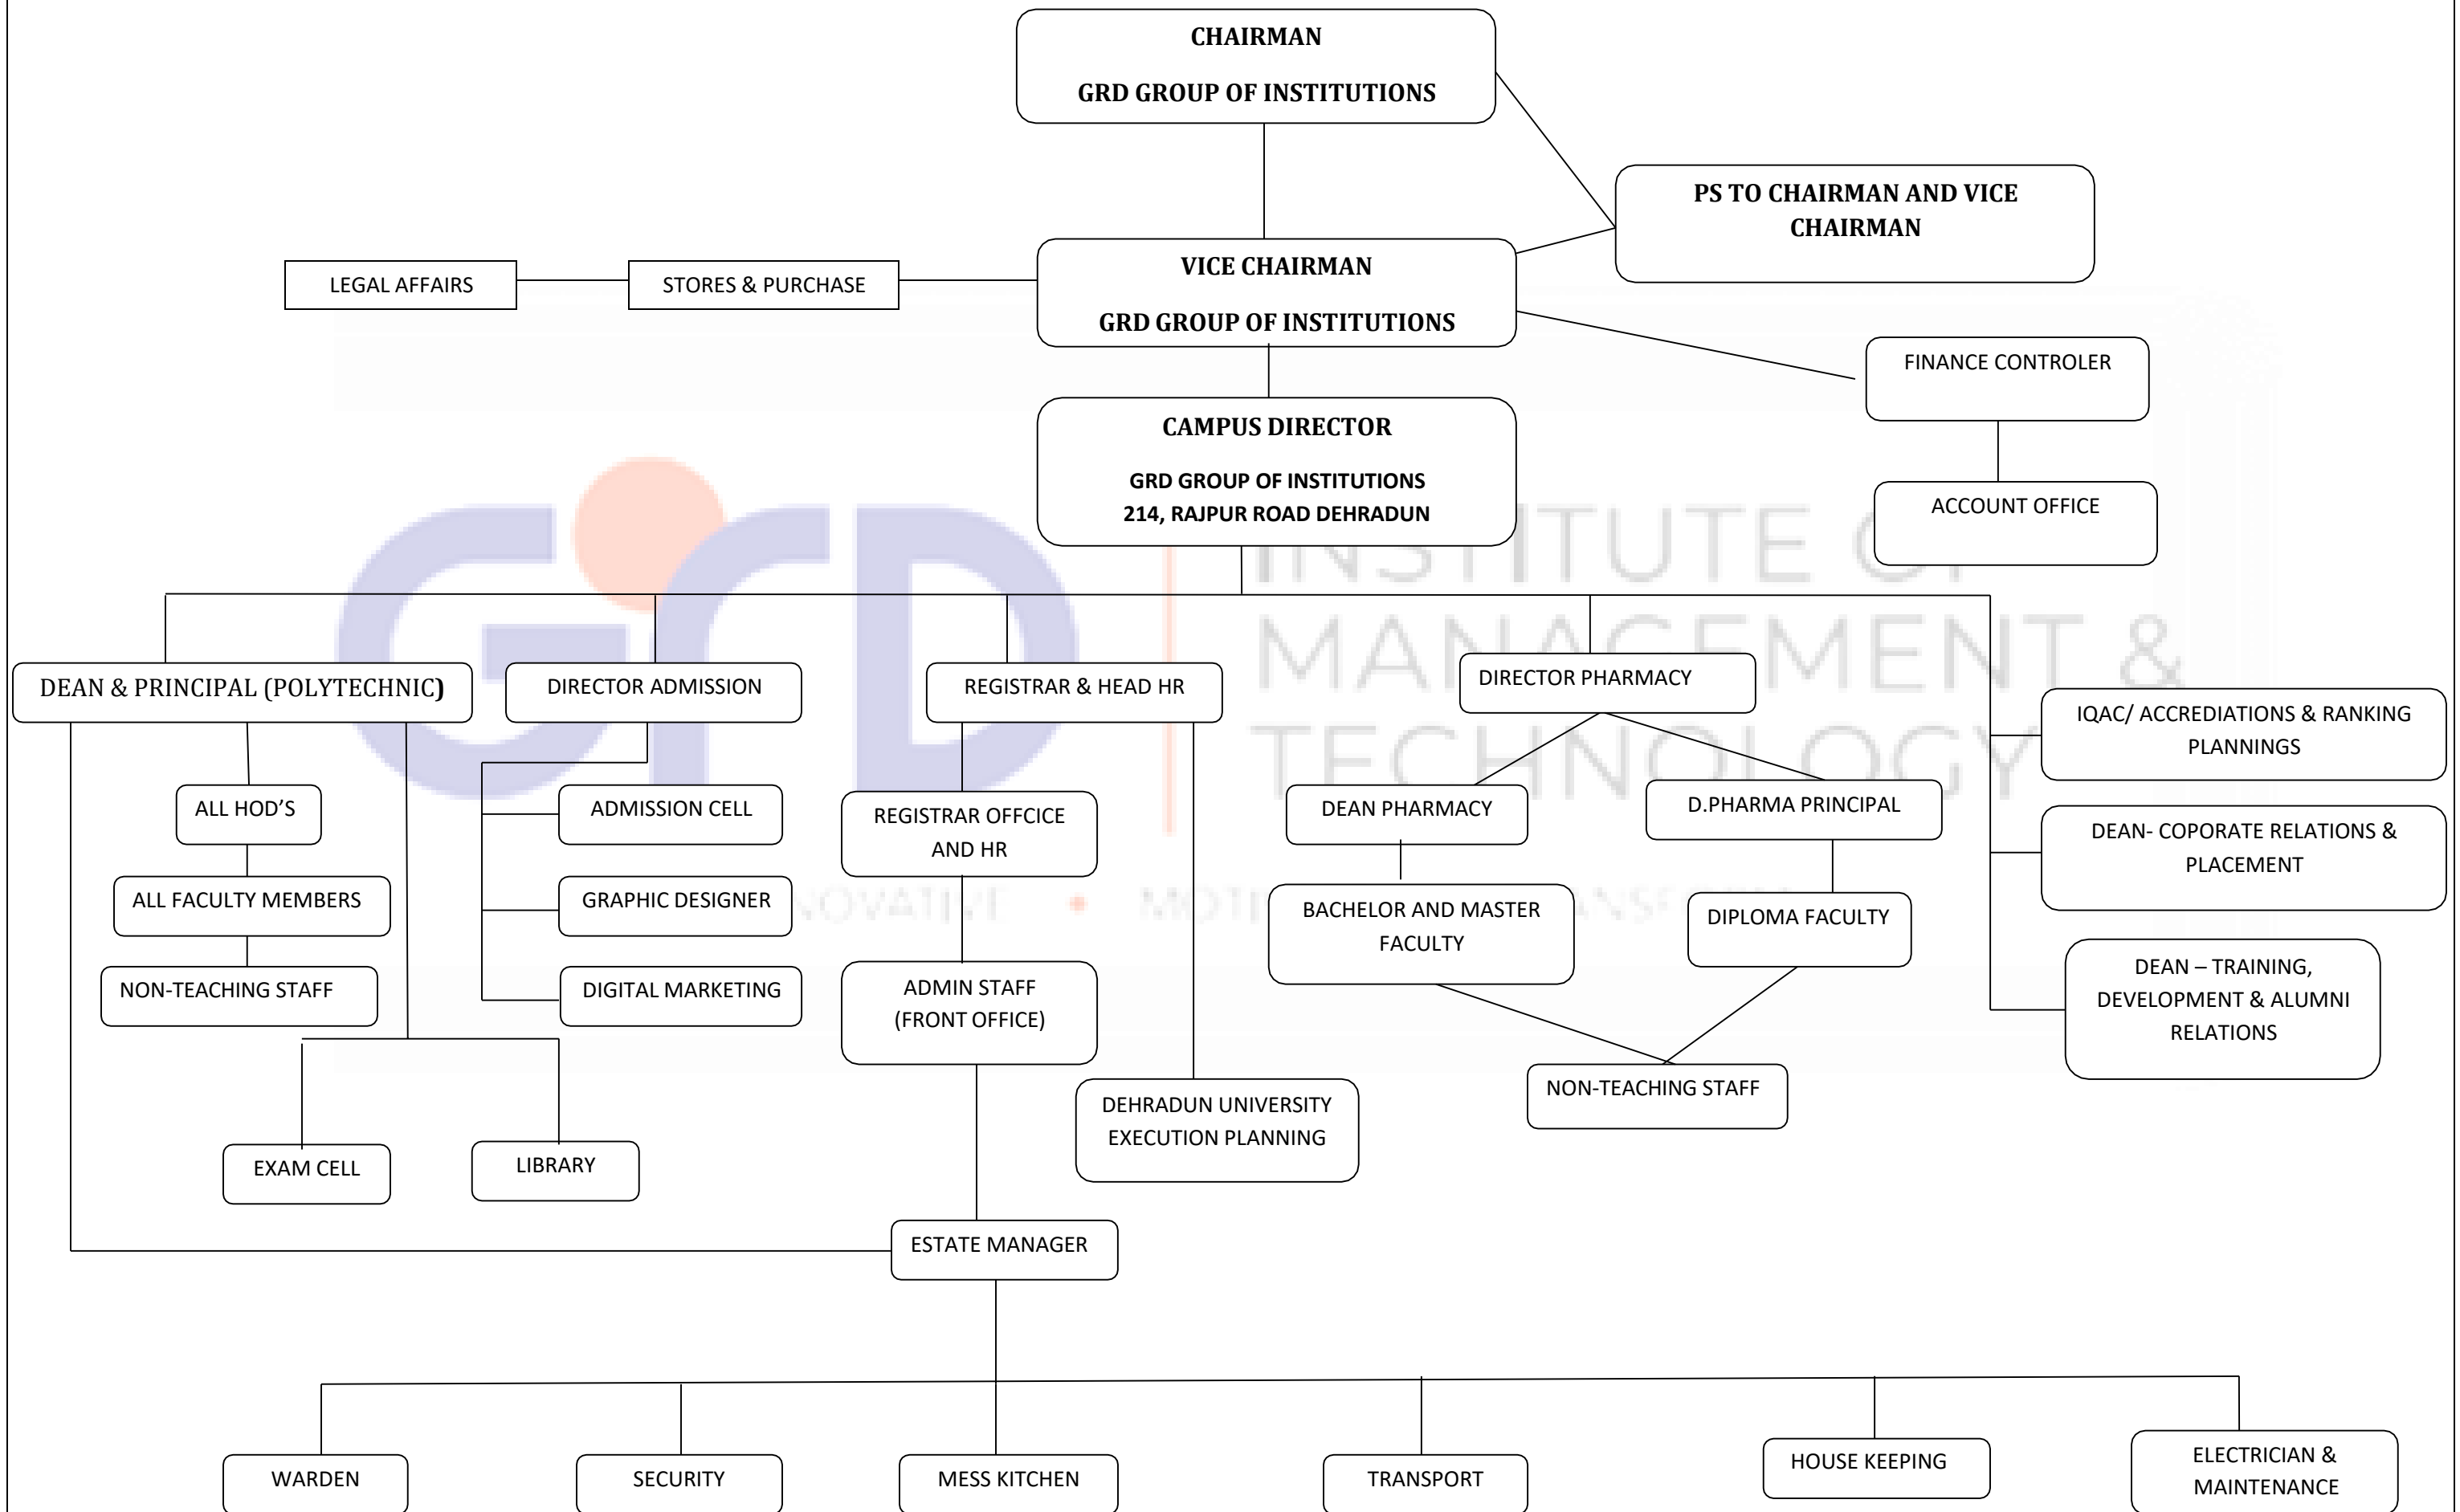 CHAIRMAN
GRD GROUP OF INSTITUTIONS
PS TO CHAIRMAN AND VICE
CHAIRMAN
LEGAL AFFAIRS
STORES & PURCHASE
VICE CHAIRMAN
GRD GROUP OF INSTITUTIONS
FINANCE CONTROLER
ACCOUNT OFFICE
CAMPUS DIRECTOR
GRD GROUP OF INSTITUTIONS
214, RAJPUR ROAD DEHRADUN
GrD
INSTITUTE OF
MANAGEMENT &
TECHNOLOGY
DEAN & PRINCIPAL (POLYTECHNIC)
DIRECTOR ADMISSION
REGISTRAR & HEAD HR
DIRECTOR PHARMACY
IQAC/ ACCREDIATIONS & RANKING
PLANNINGS
ALL HOD’S
ADMISSION CELL
REGISTRAR OFFCICE
AND HR
DEAN PHARMACY
D.PHARMA PRINCIPAL
DEAN- COPORATE RELATIONS &
PLACEMENT
ALL FACULTY MEMBERS
GRAPHIC DESIGNER
BACHELOR AND MASTER
FACULTY
DIPLOMA FACULTY
NON-TEACHING STAFF
DIGITAL MARKETING
ADMIN STAFF
(FRONT OFFICE)
DEAN – TRAINING,
DEVELOPMENT & ALUMNI
RELATIONS
NON-TEACHING STAFF
DEHRADUN UNIVERSITY
EXECUTION PLANNING
EXAM CELL
LIBRARY
ESTATE MANAGER
WARDEN
SECURITY
MESS KITCHEN
TRANSPORT
HOUSE KEEPING
ELECTRICIAN &
MAINTENANCE